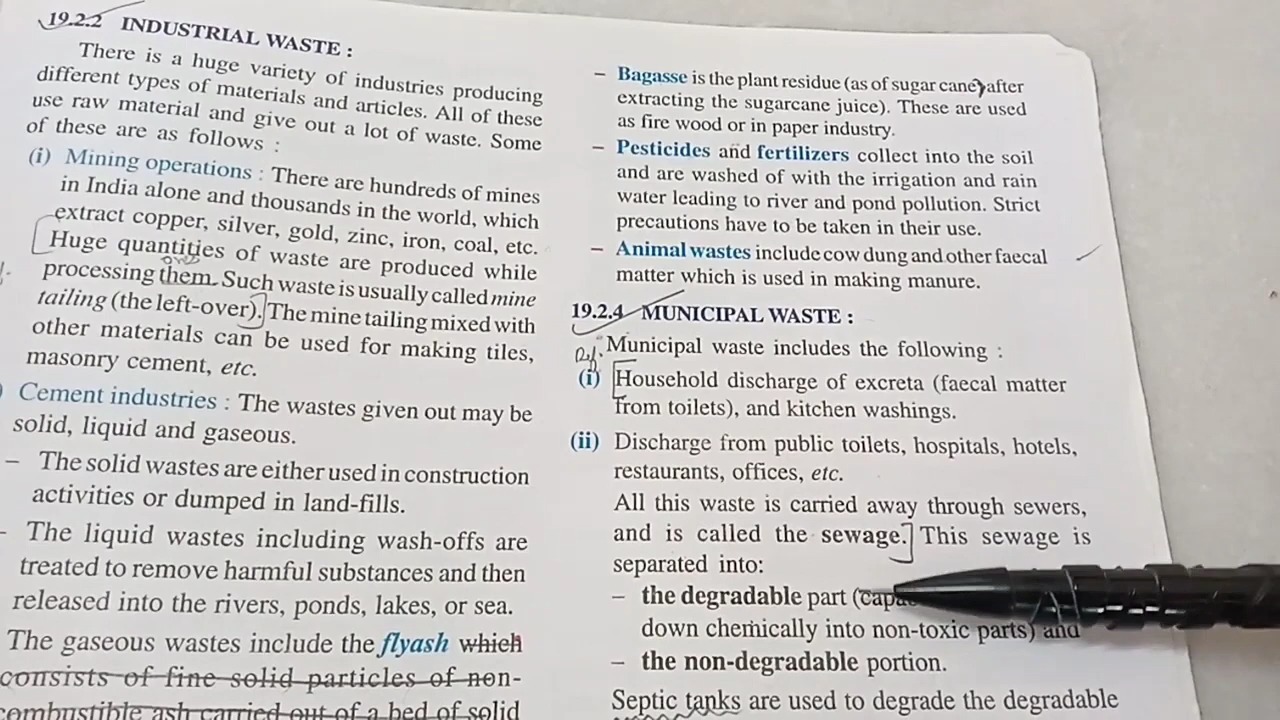 19.2.2 INDUSTRIAL WASTE :
There is a huge variety of industries producing
different types of materials and articles. All of these
use raw material and give out a lot of waste. Some
of these are as follows :
(i) Mining operations : There are hundreds of mines
in India alone and thousands in the world, which
extract copper, silver, gold, zinc, iron, coal, etc.
Huge quantities of waste are produced while
processing them. Such waste is usually called mine
tailing (the left-over). The mine tailing mixed with
other materials can be used for making tiles,
masonry cement, etc.
) Cement industries : The wastes given out may be
solid, liquid and gaseous.
– The solid wastes are either used in construction
activities or dumped in land-fills.
– The liquid wastes including wash-offs are
treated to remove harmful substances and then
released into the rivers, ponds, lakes, or sea.
The gaseous wastes include the flyash which
consists of fine solid particles of non-
combustible ash carried out of a bed of solid
– Bagasse is the plant residue (as of sugar cane) after
extracting the sugarcane juice). These are used
as fire wood or in paper industry.
– Pesticides and fertilizers collect into the soil
and are washed of with the irrigation and rain
water leading to river and pond pollution. Strict
precautions have to be taken in their use.
– Animal wastes include cow dung and other faecal
matter which is used in making manure.
19.2.4 MUNICIPAL WASTE :
Municipal waste includes the following :
(i) Household discharge of excreta (faecal matter
from toilets), and kitchen washings.
(ii) Discharge from public toilets, hospitals, hotels,
restaurants, offices, etc.
All this waste is carried away through sewers,
and is called the sewage. This sewage is
separated into:
– the degradable part
down chemically into non-toxic parts) and
– the non-degradable portion.
Septic tanks are used to degrade the degradable